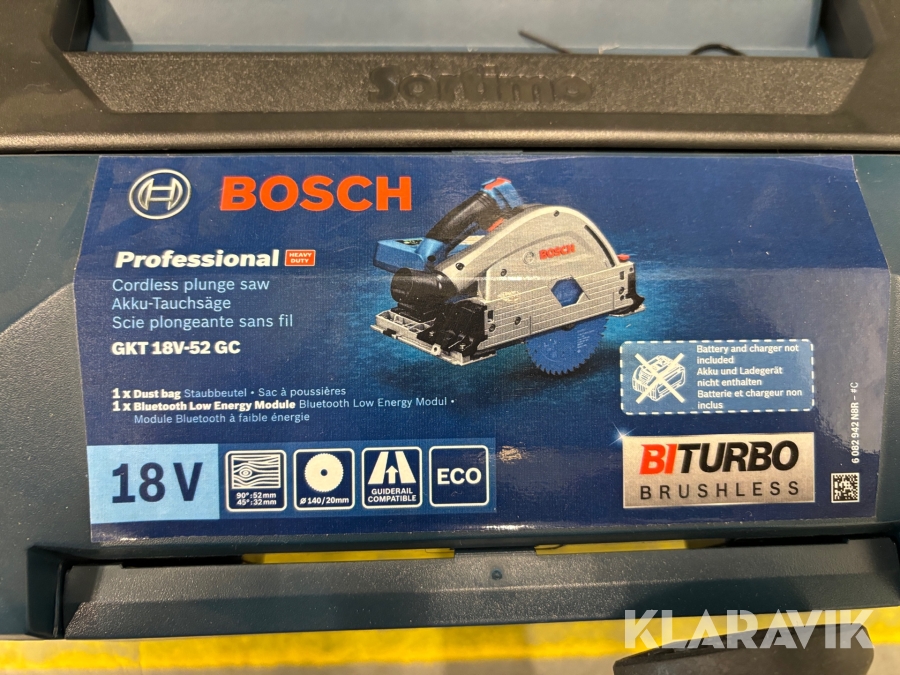 Sortimo
BOSCH
BOSCH
Professional HEAVY DUTY
Cordless plunge saw
Akku-Tauchsäge
Scie plongeante sans fil
GKT 18V-52 GC
1 x Dust bag Staubbeutel • Sac à poussières
1 x Bluetooth Low Energy Module Bluetooth Low Energy Modul •
Module Bluetooth à faible énergie
Battery and charger not
included
Akku und Ladegerät
nicht enthalten
Batterie et chargeur non
inclus
18 V
90°:52mm
45°:32mm
Ø 140/20mm
GUIDERAIL
COMPATIBLE
ECO
BITURBO
BRUSHLESS
6 082 942 N8R - #C
KLARAVIK